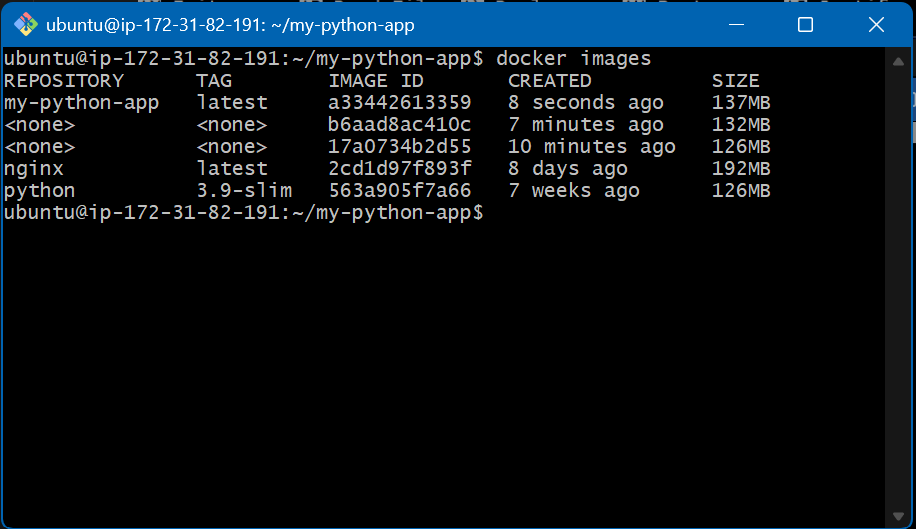 ubuntu@ip-172-31-82-191: ~/my-python-app
ubuntu@ip-172-31-82-191:~/my-python-app$ docker images
REPOSITORY TAG IMAGE ID CREATED SIZE
my-python-app latest a33442613359 8 seconds ago 137MB
<none> <none> b6aad8ac410c 7 minutes ago 132MB
<none> <none> 17a0734b2d55 10 minutes ago 126MB
nginx latest 2cd1d97f893f 8 days ago 192MB
python 3.9-slim 563a905f7a66 7 weeks ago 126MB
ubuntu@ip-172-31-82-191:~/my-python-app$